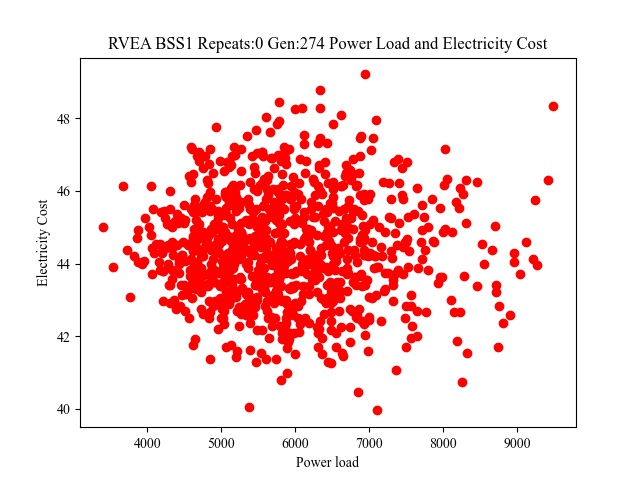 RVEA BSS1 Repeats:0 Gen:274 Power Load and Electricity Cost
48
46
44
42
40
Electricity Cost
4000 5000 6000 7000 8000 9000
Power load